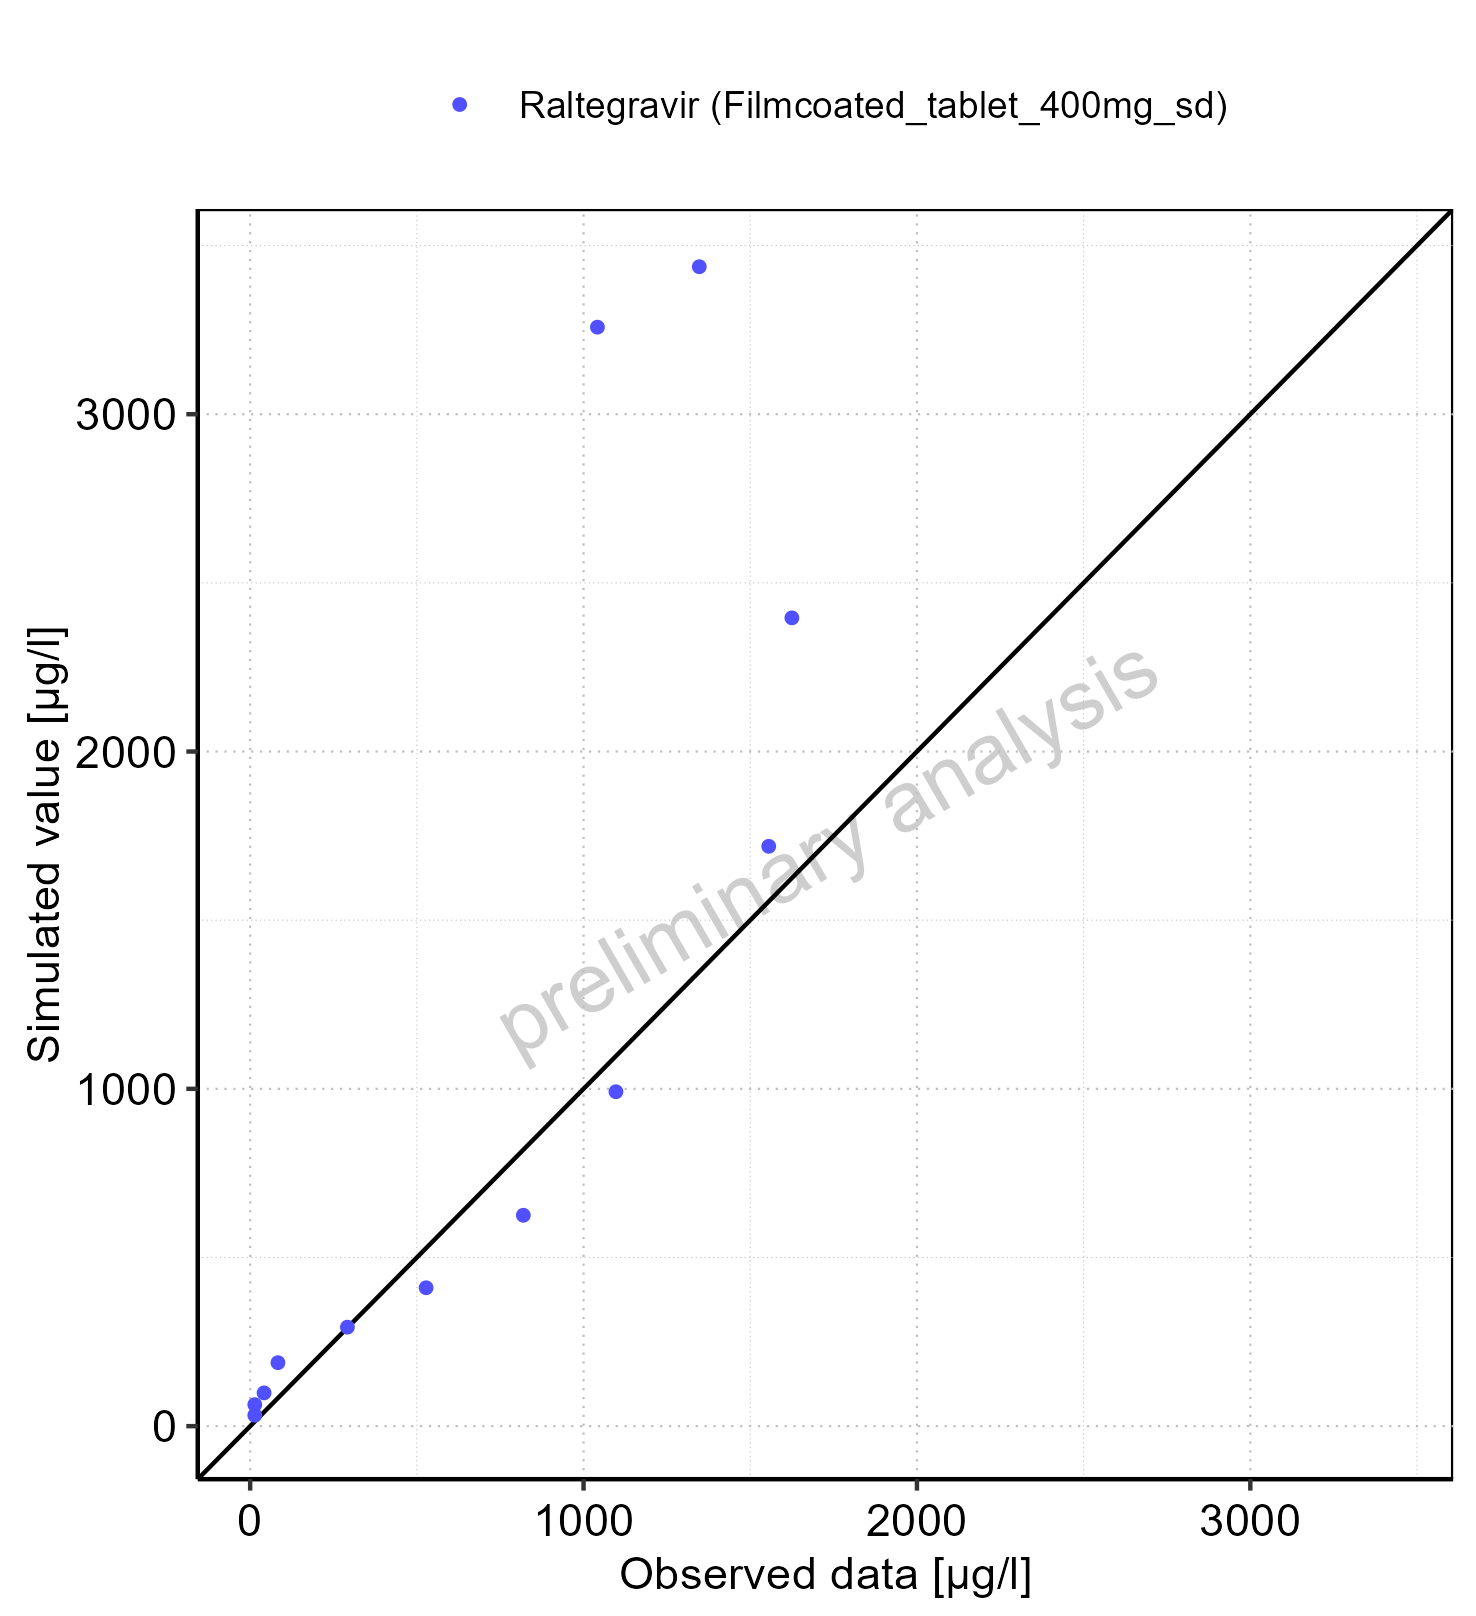 Raltegravir (Filmcoated_tablet_400mg_sd)
3000
2000
1000
0
Simulated value [µg/l]
preliminary analysis
0 1000 2000 3000
Observed data [µg/l]